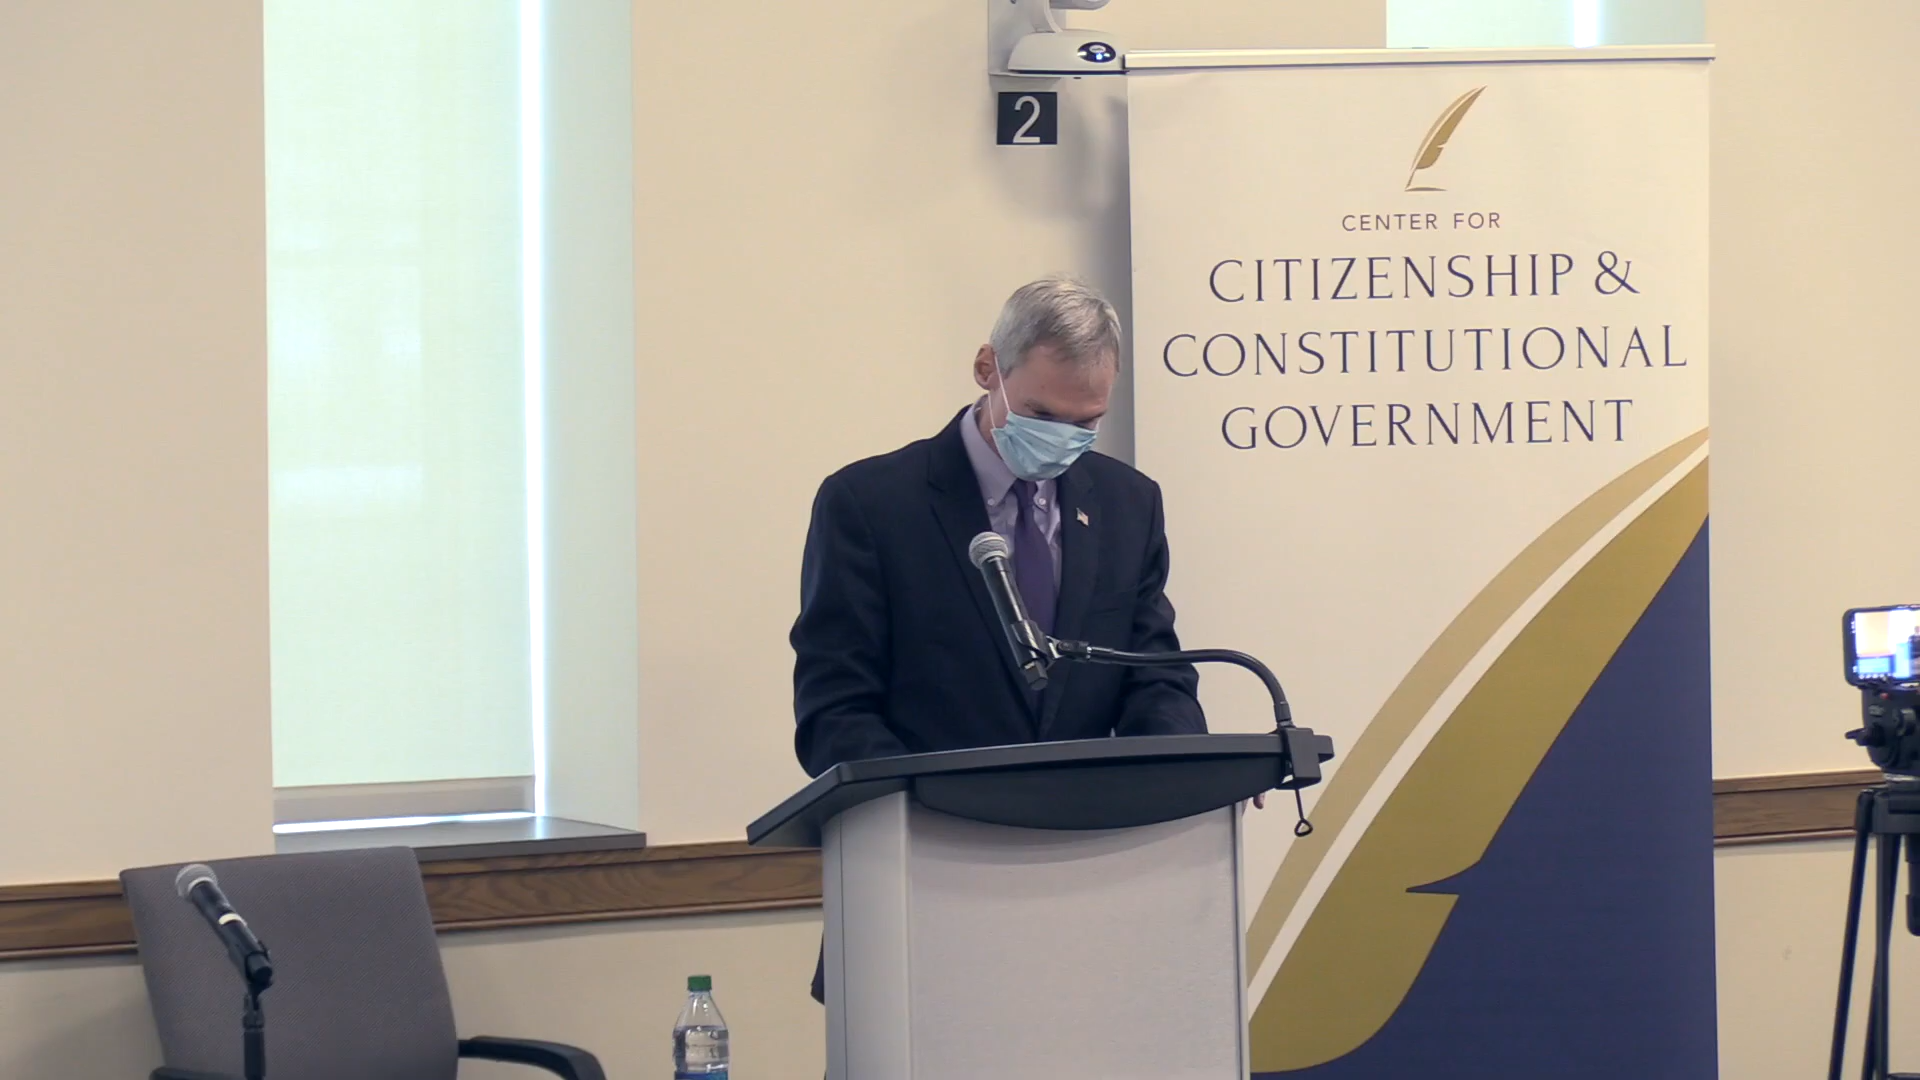 2
CENTER FOR
CITIZENSHIP &
CONSTITUTIONAL
GOVERNMENT